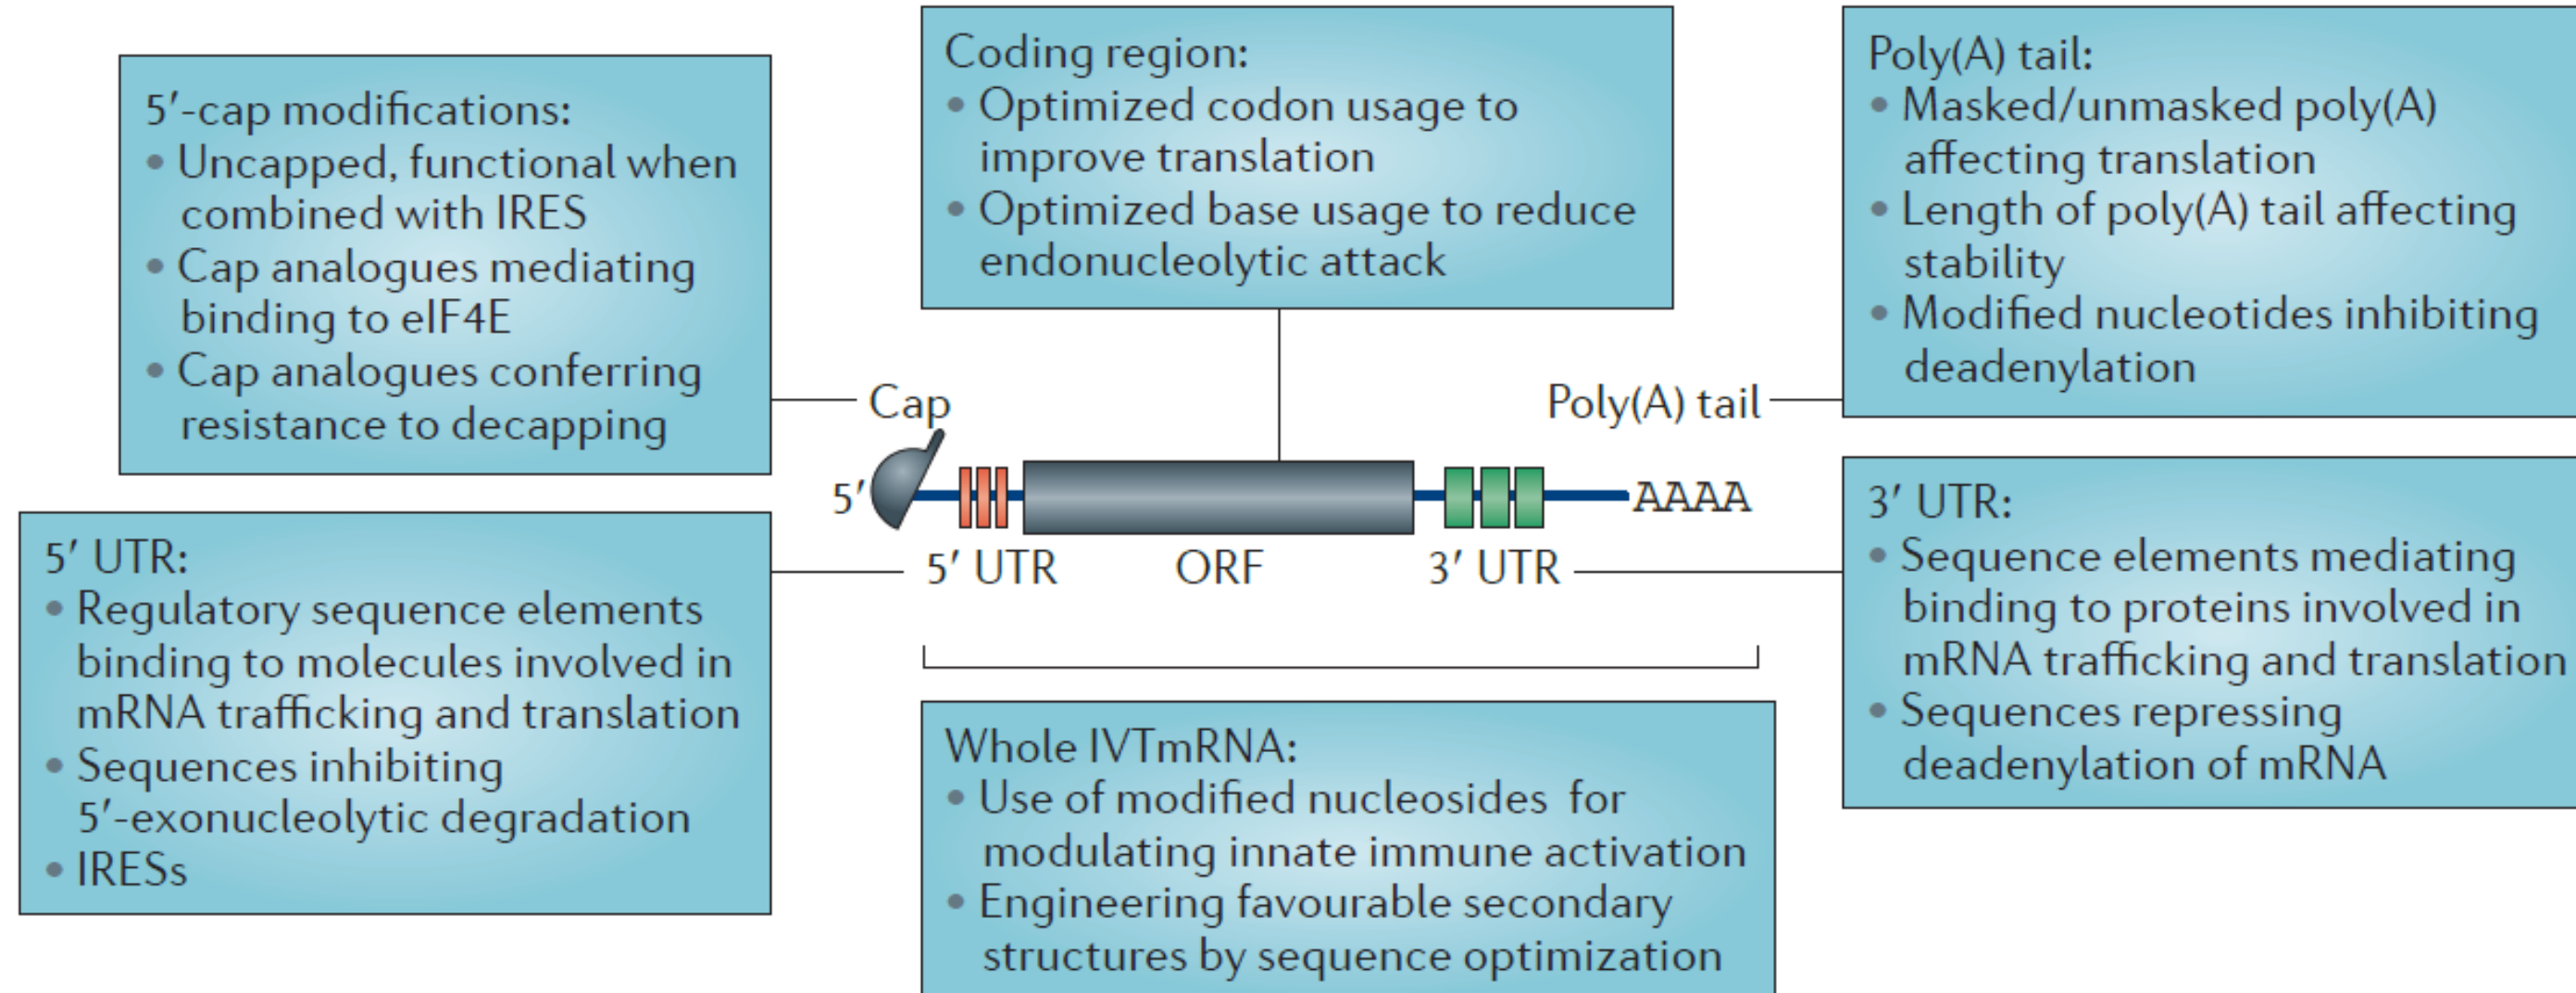 5′-cap modifications:
• Uncapped, functional when
combined with IRES
• Cap analogues mediating
binding to eIF4E
• Cap analogues conferring
resistance to decapping
Coding region:
• Optimized codon usage to
improve translation
• Optimized base usage to reduce
endonucleolytic attack
Poly(A) tail:
• Masked/unmasked poly(A)
affecting translation
• Length of poly(A) tail affecting
stability
• Modified nucleotides inhibiting
deadenylation
Cap
Poly(A) tail
5′
AAAA
5′ UTR
ORF
3′ UTR
5′ UTR:
• Regulatory sequence elements
binding to molecules involved in
mRNA trafficking and translation
• Sequences inhibiting
5′-exonucleolytic degradation
• IRESs
Whole IVTmRNA:
• Use of modified nucleosides for
modulating innate immune activation
• Engineering favourable secondary
structures by sequence optimization
3′ UTR:
• Sequence elements mediating
binding to proteins involved in
mRNA trafficking and translation
• Sequences repressing
deadenylation of mRNA